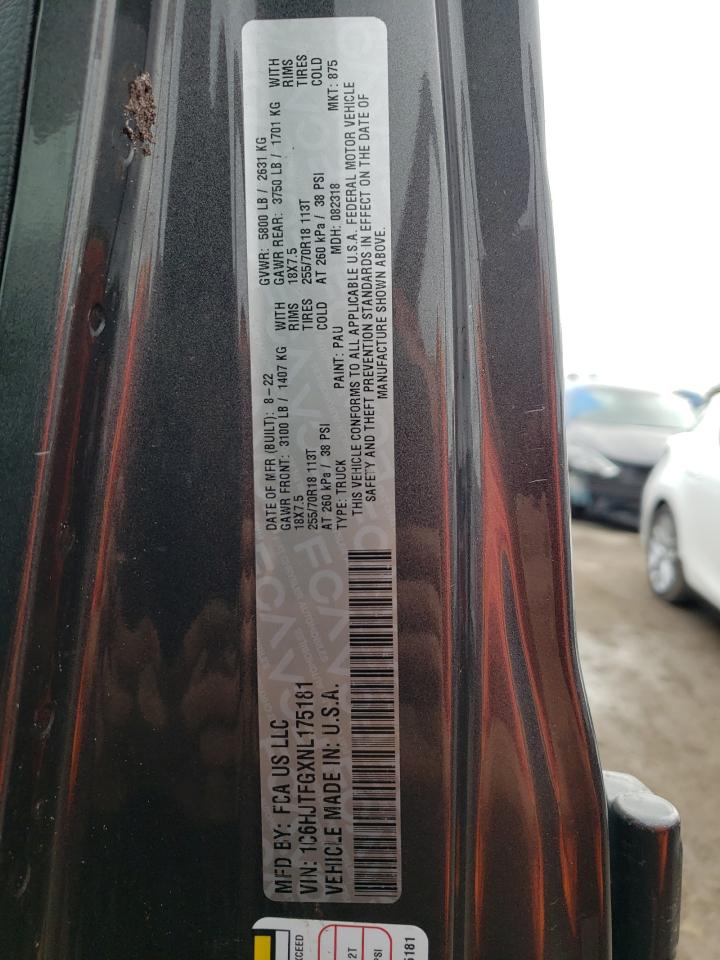 MFD BY: FCA US LLC
VIN: 1C6HJTFGXNL175181
VEHICLE MADE IN: U.S.A.
DATE OF MFR (BUILT): 8-22
GVWR: 5800 LB / 2631 KG
GAWR FRONT: 3100 LB / 1407 KG
WITH
GAWR REAR: 3750 LB / 1701 KG
WITH
18X7.5
RIMS
18X7.5
RIMS
255/70R18 113T
TIRES
255/70R18 113T
TIRES
AT 260 kPa / 38 PSI
COLD
AT 260 kPa / 38 PSI
COLD
TYPE: TRUCK
PAINT: PAU
MDH: 082318
MKT: 875
THIS VEHICLE CONFORMS TO ALL APPLICABLE U.S.A. FEDERAL MOTOR VEHICLE
SAFETY AND THEFT PREVENTION STANDARDS IN EFFECT ON THE DATE OF
MANUFACTURE SHOWN ABOVE.
EXCEED
2T
PSI
5181